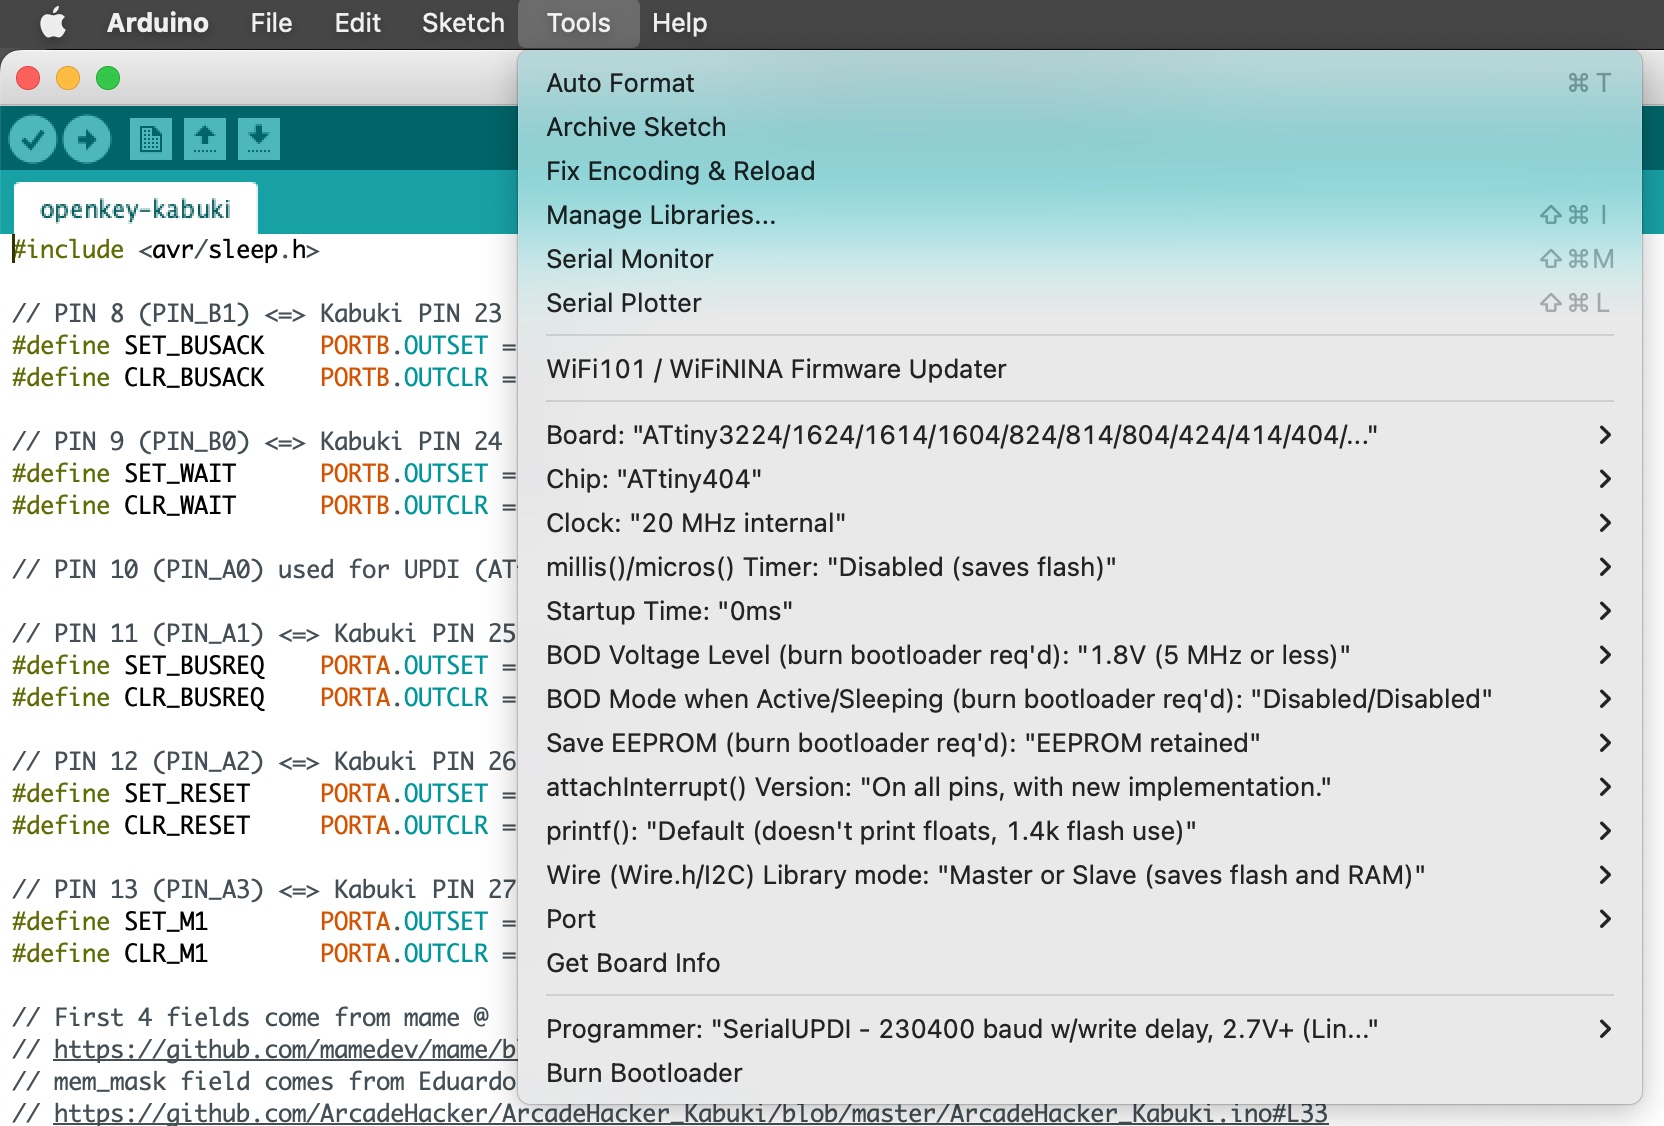 Arduino File Edit Sketch Tools Help
openkey-kabuki
#include <avr/sleep.h>
// PIN 8 (PIN_B1) <=> Kabuki PIN 23
#define SET_BUSACK PORTB.OUTSET =
#define CLR_BUSACK PORTB.OUTCLR =
// PIN 9 (PIN_B0) <=> Kabuki PIN 24
#define SET_WAIT PORTB.OUTSET =
#define CLR_WAIT PORTB.OUTCLR =
// PIN 10 (PIN_A0) used for UPDI (AT
// PIN 11 (PIN_A1) <=> Kabuki PIN 25
#define SET_BUSREQ PORTA.OUTSET =
#define CLR_BUSREQ PORTA.OUTCLR =
// PIN 12 (PIN_A2) <=> Kabuki PIN 26
#define SET_RESET PORTA.OUTSET =
#define CLR_RESET PORTA.OUTCLR =
// PIN 13 (PIN_A3) <=> Kabuki PIN 27
#define SET_M1 PORTA.OUTSET =
#define CLR_M1 PORTA.OUTCLR =
// First 4 fields come from mame @
// https://github.com/mamedev/mame/b
// mem_mask field comes from Eduardo
// https://github.com/ArcadeHacker/ArcadeHacker_Kabuki/blob/master/ArcadeHacker_Kabuki.ino#L33
Auto Format ⌘T
Archive Sketch
Fix Encoding & Reload
Manage Libraries... ⇧⌘I
Serial Monitor ⇧⌘M
Serial Plotter ⇧⌘L
WiFi101 / WiFiNINA Firmware Updater
Board: "ATtiny3224/1624/1614/1604/824/814/804/424/414/404/..."
Chip: "ATtiny404"
Clock: "20 MHz internal"
millis()/micros() Timer: "Disabled (saves flash)"
Startup Time: "0ms"
BOD Voltage Level (burn bootloader req'd): "1.8V (5 MHz or less)"
BOD Mode when Active/Sleeping (burn bootloader req'd): "Disabled/Disabled"
Save EEPROM (burn bootloader req'd): "EEPROM retained"
attachInterrupt() Version: "On all pins, with new implementation."
printf(): "Default (doesn't print floats, 1.4k flash use)"
Wire (Wire.h/I2C) Library mode: "Master or Slave (saves flash and RAM)"
Port
Get Board Info
Programmer: "SerialUPDI - 230400 baud w/write delay, 2.7V+ (Lin..."
Burn Bootloader